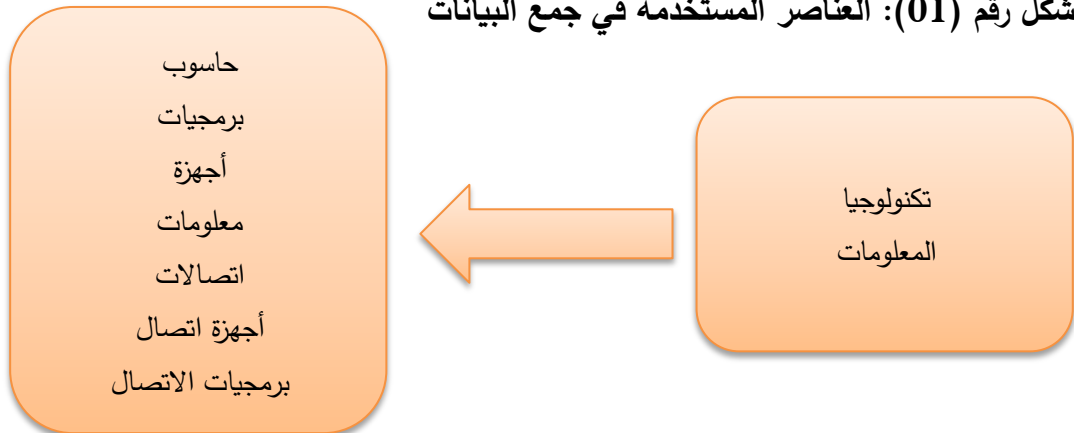 شكل رقم (01): العناصر المستخدمة في جمع البيانات
تكنولوجيا
المعلومات
حاسوب
برمجيات
أجهزة
معلومات
اتصالات
أجهزة اتصال
برمجيات الاتصال